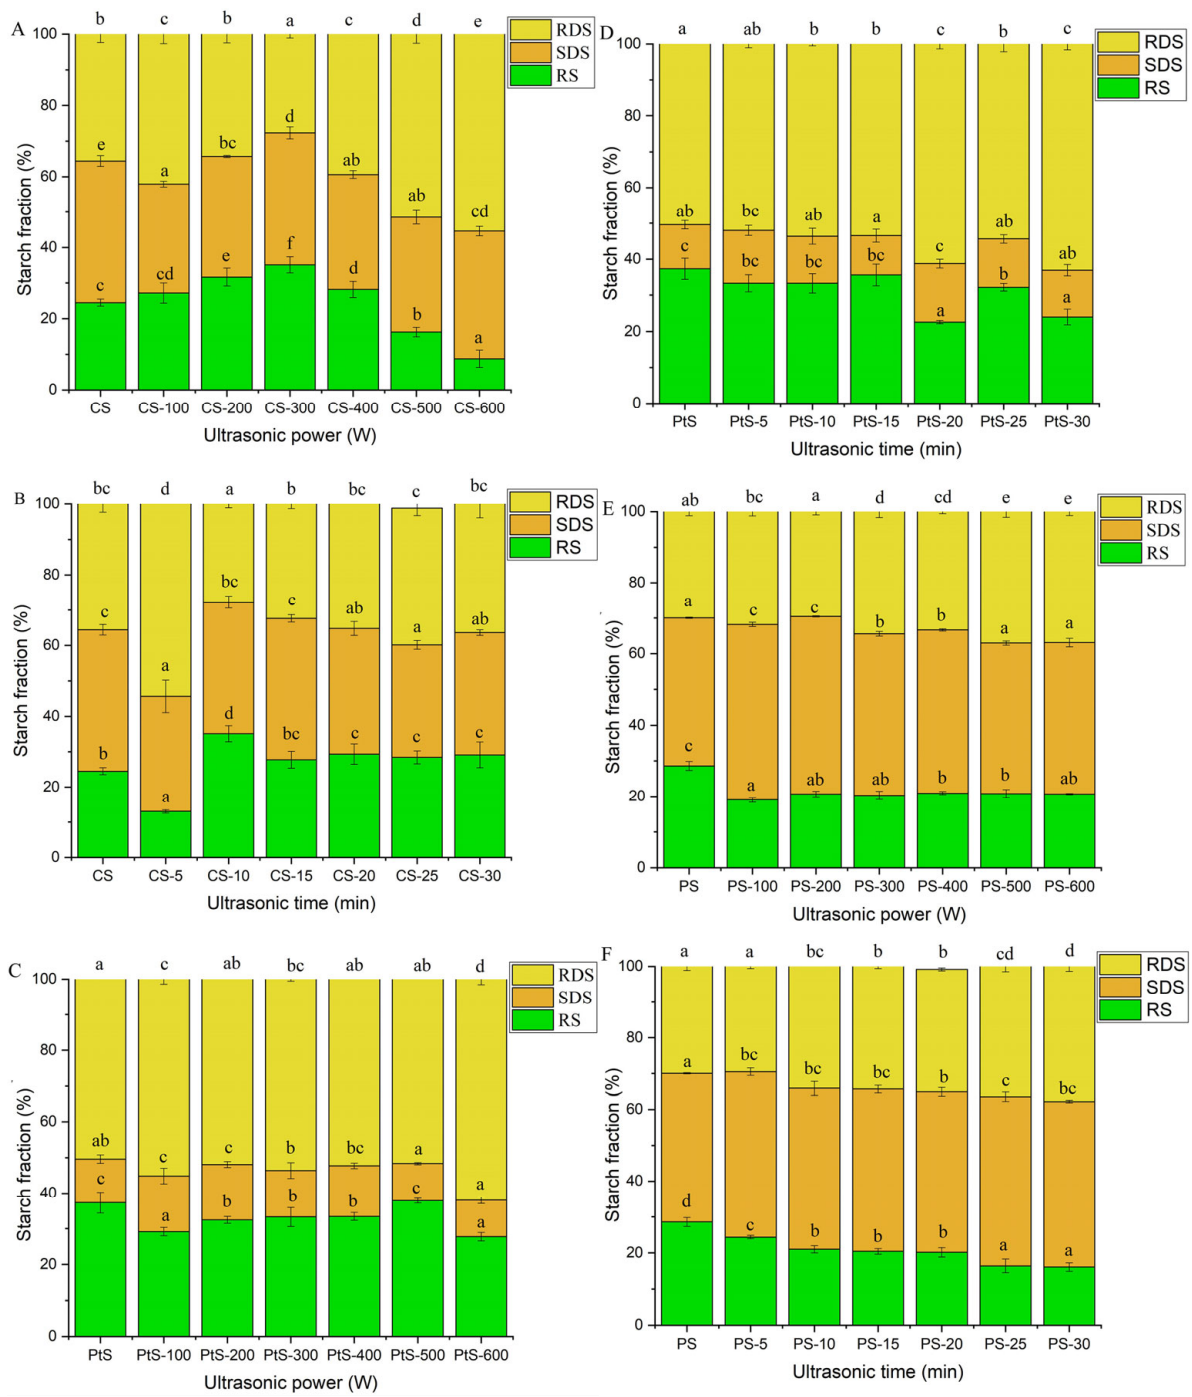 A
b c b a c d e
RDS
SDS
RS
100
80
60
40
20
0
Starch fraction (%)
e a bc d ab ab cd
c cd e f d b a
CS CS-100 CS-200 CS-300 CS-400 CS-500 CS-600
Ultrasonic power (W)
D
a ab b b c b c
RDS
SDS
RS
100
80
60
40
20
0
Starch fraction (%)
ab bc ab a c ab ab
c bc bc bc a b a
PtS PtS-5 PtS-10 PtS-15 PtS-20 PtS-25 PtS-30
Ultrasonic time (min)
B
bc d a b bc c bc
RDS
SDS
RS
100
80
60
40
20
0
Starch fraction (%)
c a bc c ab a ab
b a d bc c c c
CS CS-5 CS-10 CS-15 CS-20 CS-25 CS-30
Ultrasonic time (min)
E
ab bc a d cd e e
RDS
SDS
RS
100
80
60
40
20
0
Starch fraction (%)
a c c b b a a
c a ab ab b b ab
PS PS-100 PS-200 PS-300 PS-400 PS-500 PS-600
Ultrasonic power (W)
C
a c ab bc ab ab d
RDS
SDS
RS
100
80
60
40
20
0
Starch fraction (%)
ab c c b bc a a
c a b b b c a
PtS PtS-100 PtS-200 PtS-300 PtS-400 PtS-500 PtS-600
Ultrasonic power (W)
F
a a bc b b cd d
RDS
SDS
RS
100
80
60
40
20
0
Starch fraction (%)
a bc bc bc b c bc
d c b b b a a
PS PS-5 PS-10 PS-15 PS-20 PS-25 PS-30
Ultrasonic time (min)